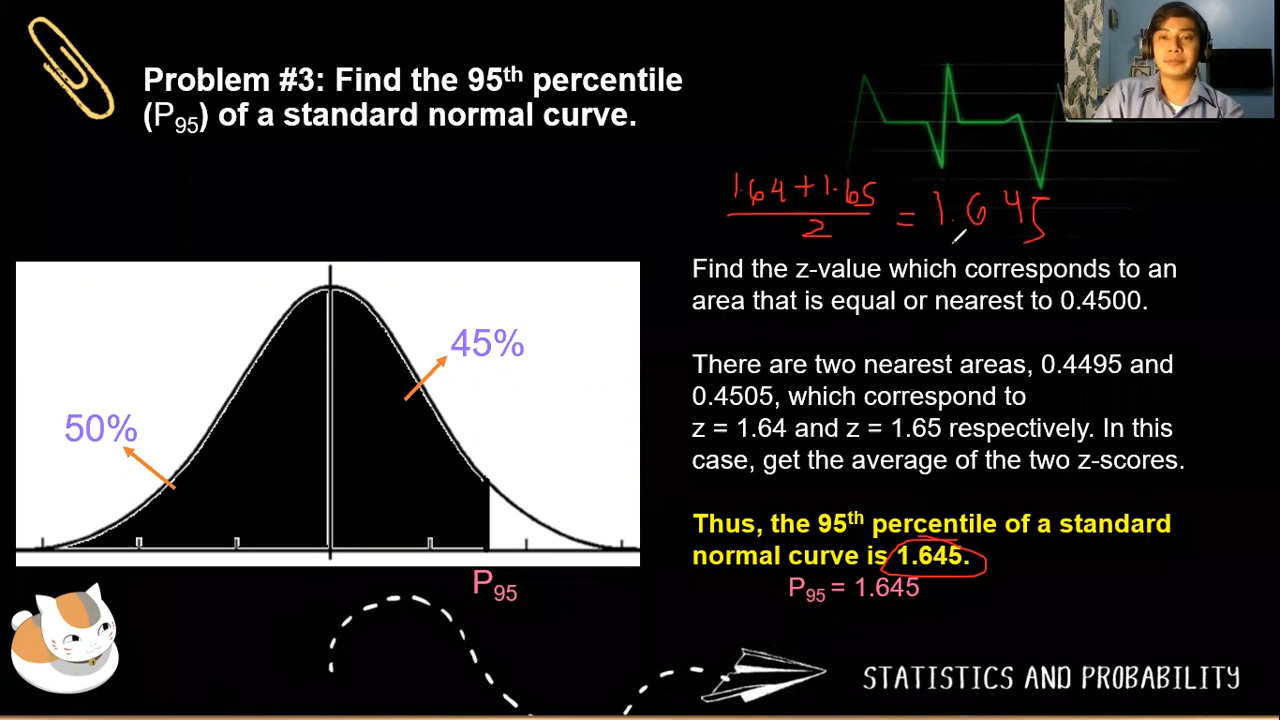 Problem #3: Find the 95th percentile
(P95) of a standard normal curve.
1.64 + 1.65
2
= 1.645
Find the z-value which corresponds to an
area that is equal or nearest to 0.4500.
There are two nearest areas, 0.4495 and
0.4505, which correspond to
z = 1.64 and z = 1.65 respectively. In this
case, get the average of the two z-scores.
Thus, the 95th percentile of a standard
normal curve is 1.645.
P95 = 1.645
45%
50%
P95
STATISTICS AND PROBABILITY